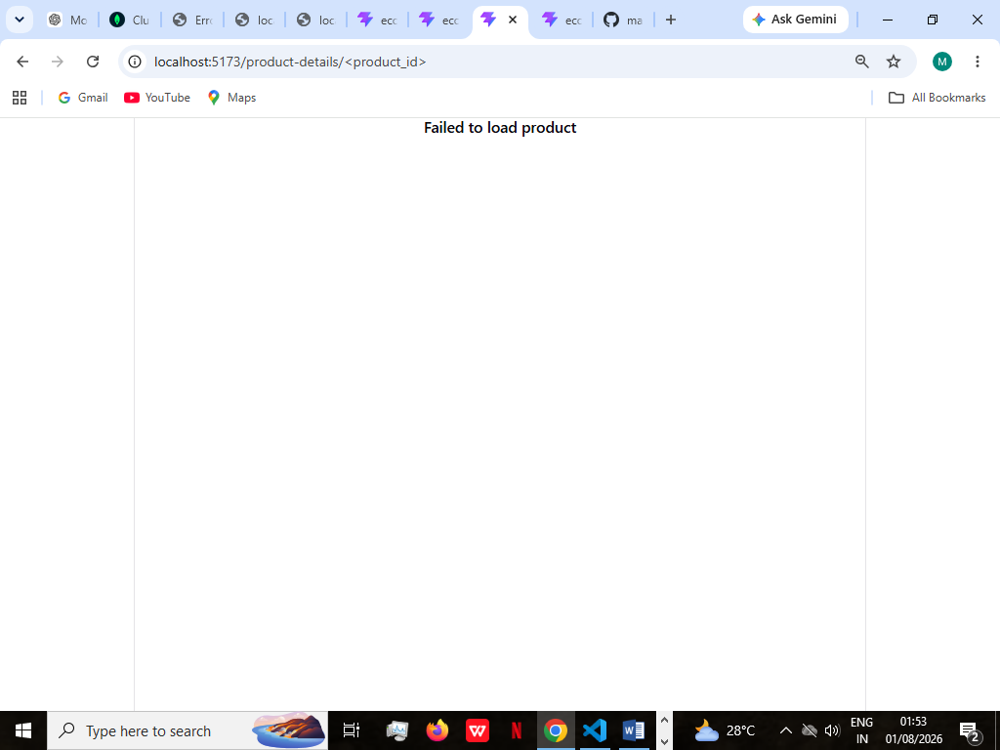 Mo
Clu
Erro
loc
loc
ecc
ecc
ecc
ma
Ask Gemini
localhost:5173/product-details/<product_id>
M
Gmail
YouTube
Maps
All Bookmarks
Failed to load product
Type here to search
W
N
W
28°C
ENG
IN
01:53
01/08/2026
2